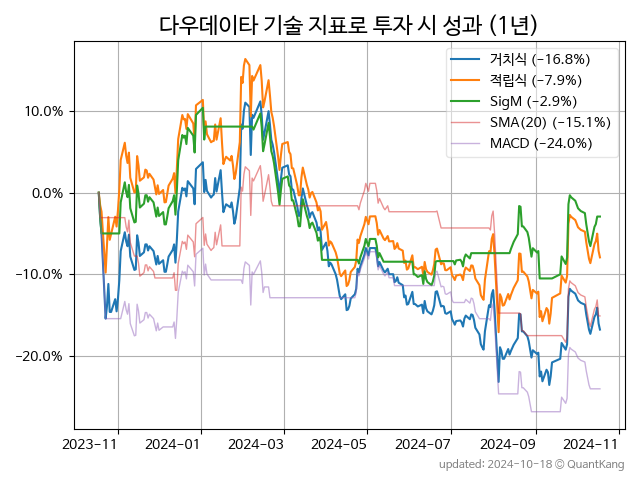 다우데이타 기술 지표로 투자 시 성과 (1년)
거치식 (−16.8%)
적립식 (−7.9%)
SigM (−2.9%)
SMA(20) (−15.1%)
MACD (−24.0%)
10.0%
0.0%
−10.0%
−20.0%
2023-11 2024-01 2024-03 2024-05 2024-07 2024-09 2024-11
updated: 2024-10-18 © QuantKang